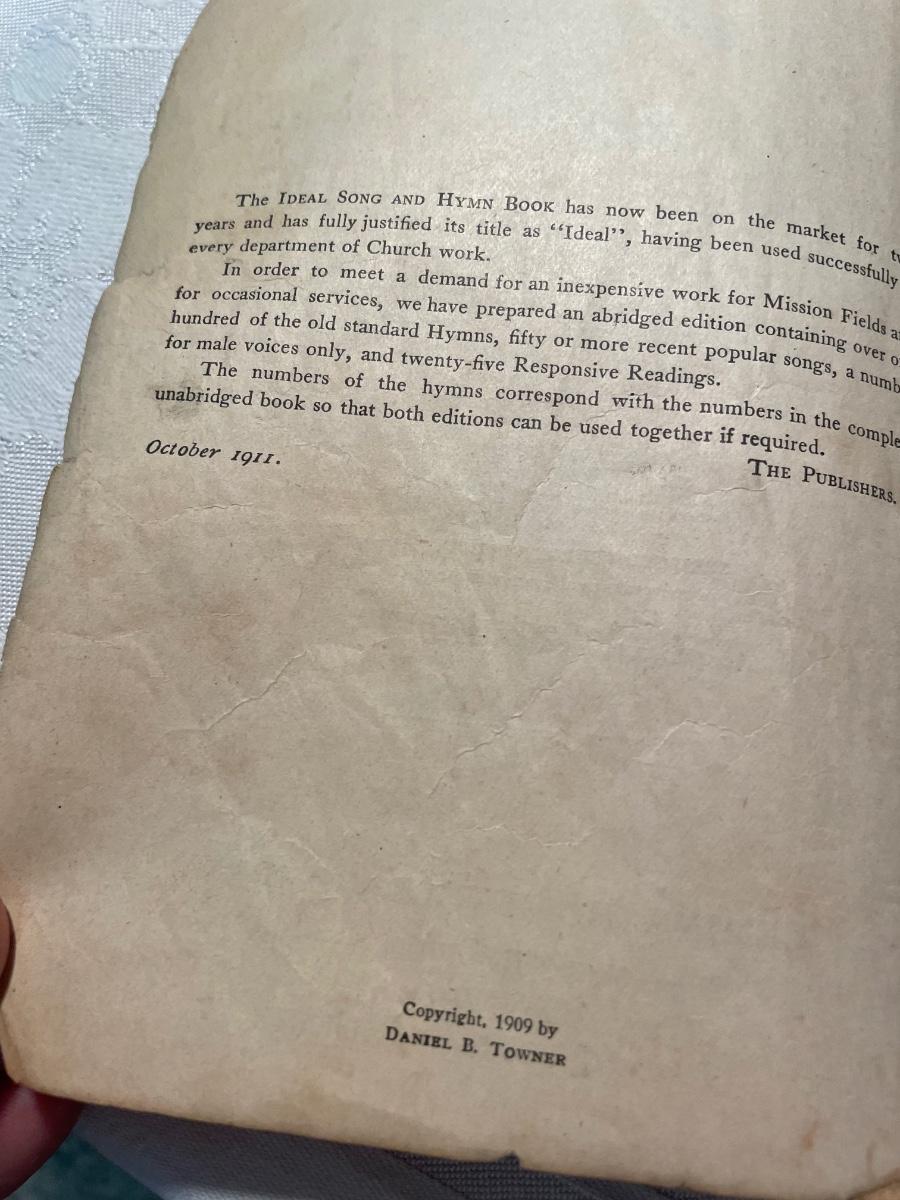 The IDEAL SONG AND HYMN BOOK has now been on the market for
years and has fully justified its title as “Ideal”, having been used successfully
every department of Church work.
In order to meet a demand for an inexpensive work for Mission Fields
for occasional services, we have prepared an abridged edition containing over
hundred of the old standard Hymns, fifty or more recent popular songs, a
for male voices only, and twenty-five Responsive Readings.
The numbers of the hymns correspond with the numbers in the
unabridged book so that both editions can be used together if required.
October 1911.
THE PUBLISHERS.
Copyright, 1909 by
DANIEL B. TOWNER